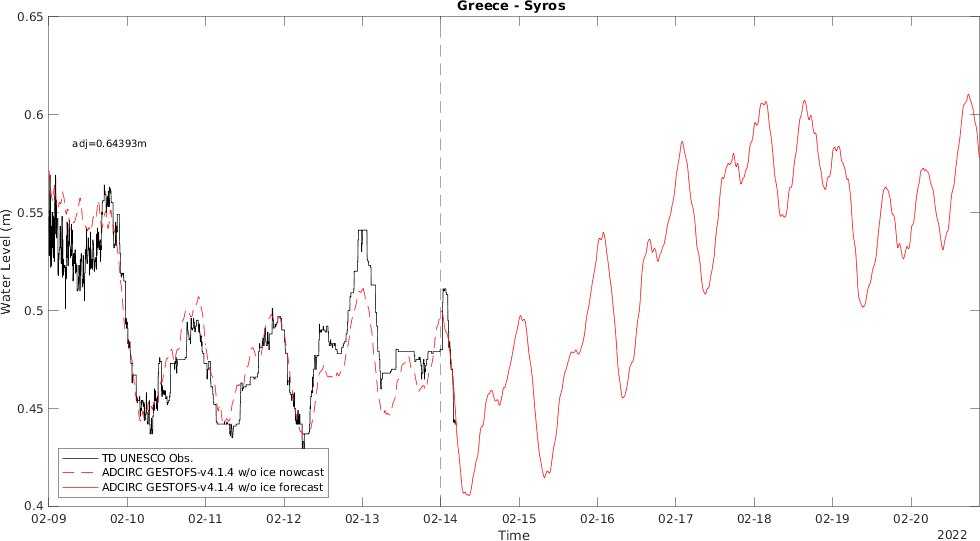 Greece - Syros
0.65
0.6
0.55
0.5
0.45
0.4
Water Level (m)
adj=0.64393m
TD UNESCO Obs.
ADCIRC GESTOFS-v4.1.4 w/o ice nowcast
ADCIRC GESTOFS-v4.1.4 w/o ice forecast
02-09 02-10 02-11 02-12 02-13 02-14 02-15 02-16 02-17 02-18 02-19 02-20
Time
2022